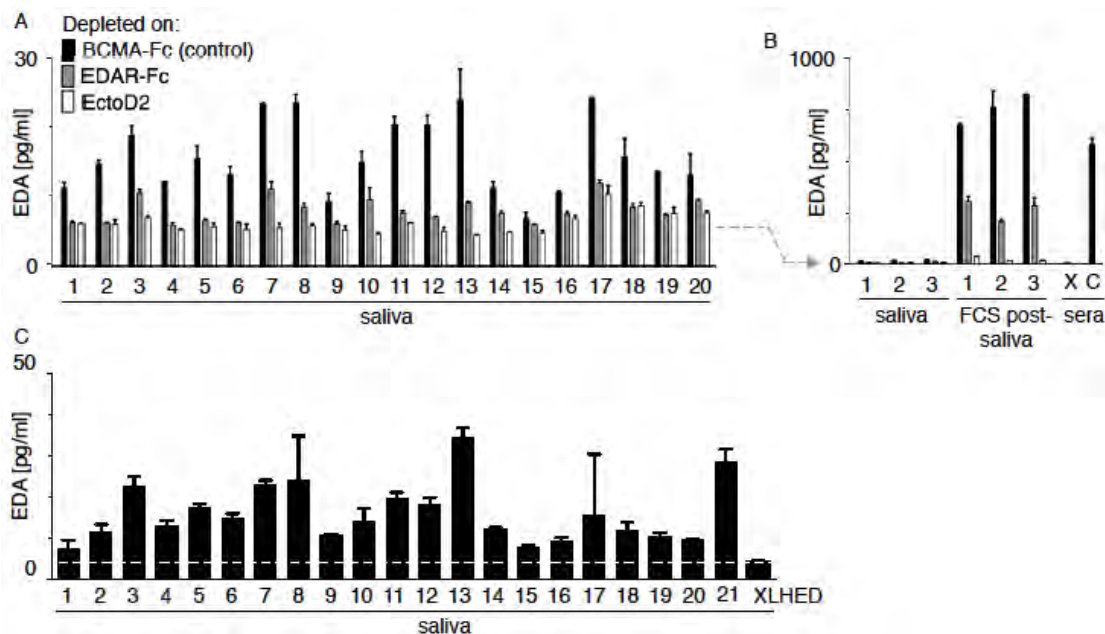 A
Depleted on:
BCMA-Fc (control)
EDAR-Fc
EctoD2
30
EDA [pg/ml]
0
1 2 3 4 5 6 7 8 9 10 11 12 13 14 15 16 17 18 19 20
saliva
B
1000
EDA [pg/ml]
0
1 2 3 1 2 3 X C
saliva FCS post-saliva sera
C
50
EDA [pg/ml]
0
1 2 3 4 5 6 7 8 9 10 11 12 13 14 15 16 17 18 19 20 21 XLHED
saliva